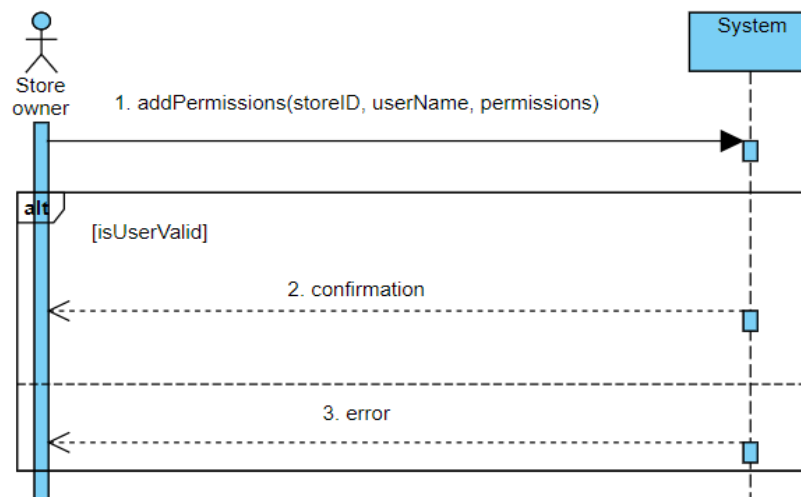 System
Store
owner
1. addPermissions(storeID, userName, permissions)
alt
[isUserValid]
2. confirmation
3. error